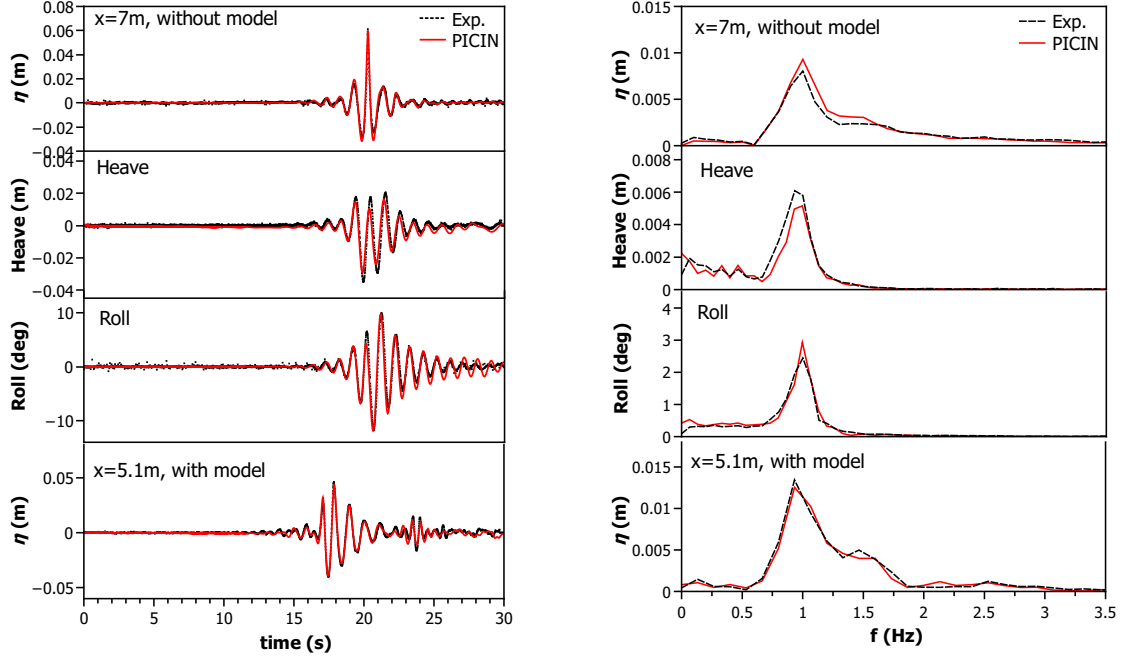 x=7m, without model
Exp.
PICIN
η (m)
0.08
0.06
0.04
0.02
0
−0.02
−0.04
Heave
Heave (m)
0.04
0.02
0
−0.02
−0.04
Roll
Roll (deg)
10
0
−10
x=5.1m, with model
η (m)
0.05
0
−0.05
0 5 10 15 20 25 30
time (s)
x=7m, without model
Exp.
PICIN
η (m)
0.015
0.01
0.005
0
Heave
Heave (m)
0.008
0.006
0.004
0.002
0
Roll
Roll (deg)
4
3
2
1
0
x=5.1m, with model
η (m)
0.015
0.01
0.005
0
0 0.5 1 1.5 2 2.5 3 3.5
f (Hz)